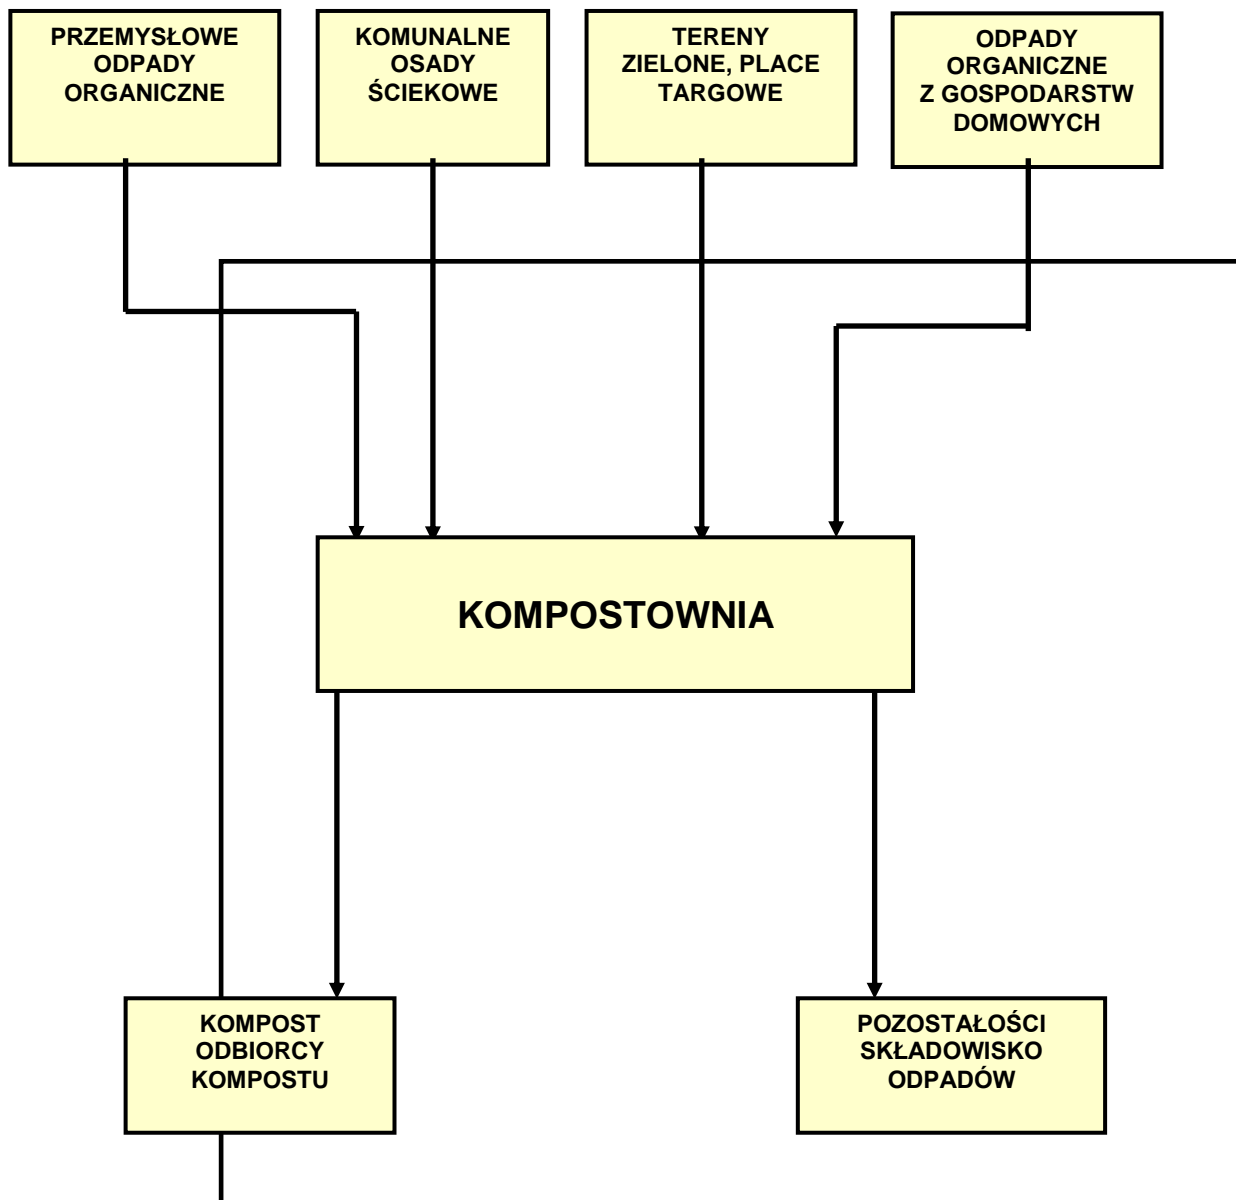 PRZEMYSŁOWE
ODPADY
ORGANICZNE
KOMUNALNE
OSADY
ŚCIEKOWE
TERENY
ZIELONE, PLACE
TARGOWE
ODPADY
ORGANICZNE
Z GOSPODARSTW
DOMOWYCH
KOMPOSTOWNIA
KOMPOST
ODBIORCY
KOMPOSTU
POZOSTAŁOŚCI
SKŁADOWISKO
ODPADÓW